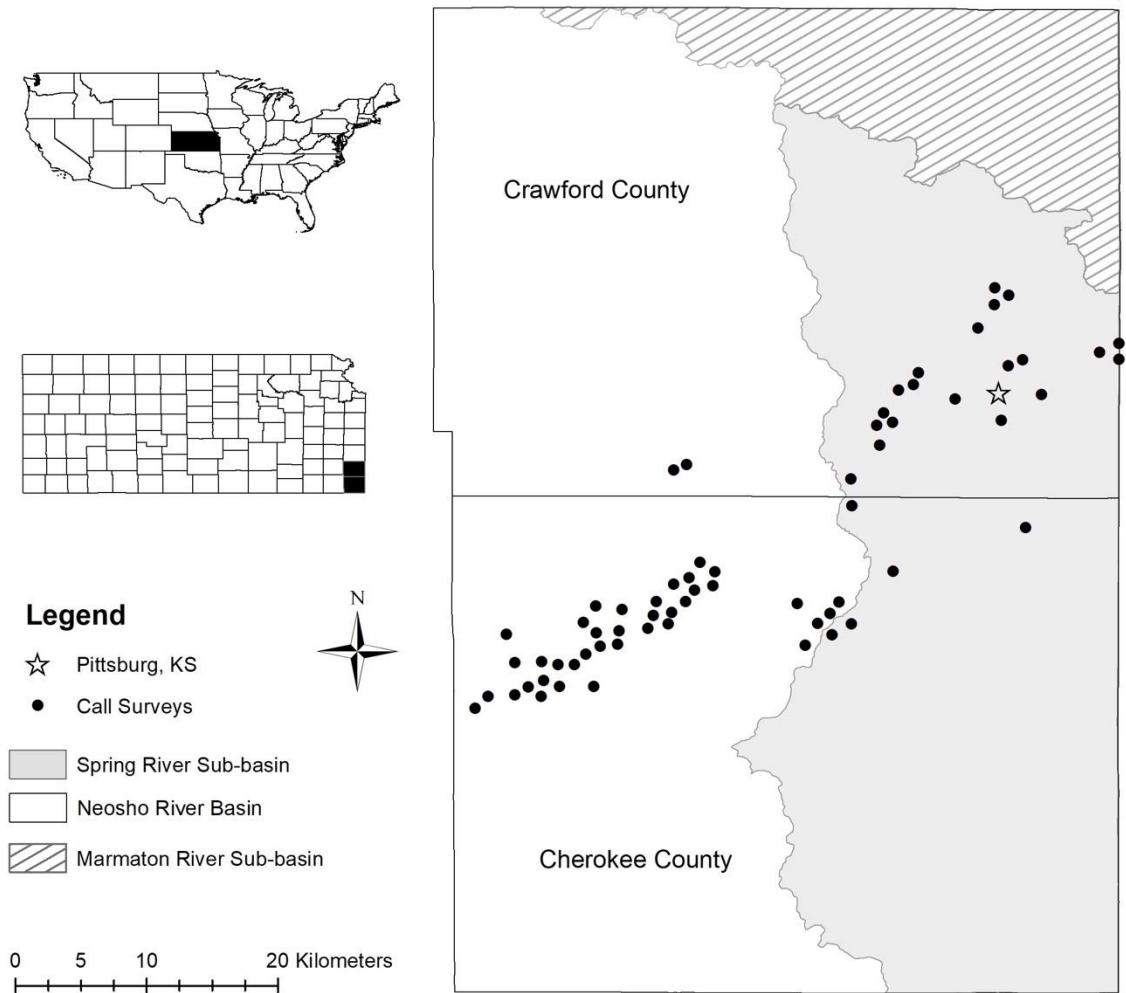 Crawford County
Legend
N
Pittsburg, KS
Call Surveys
Spring River Sub-basin
Neosho River Basin
Marmaton River Sub-basin
Cherokee County
0 5 10 20 Kilometers